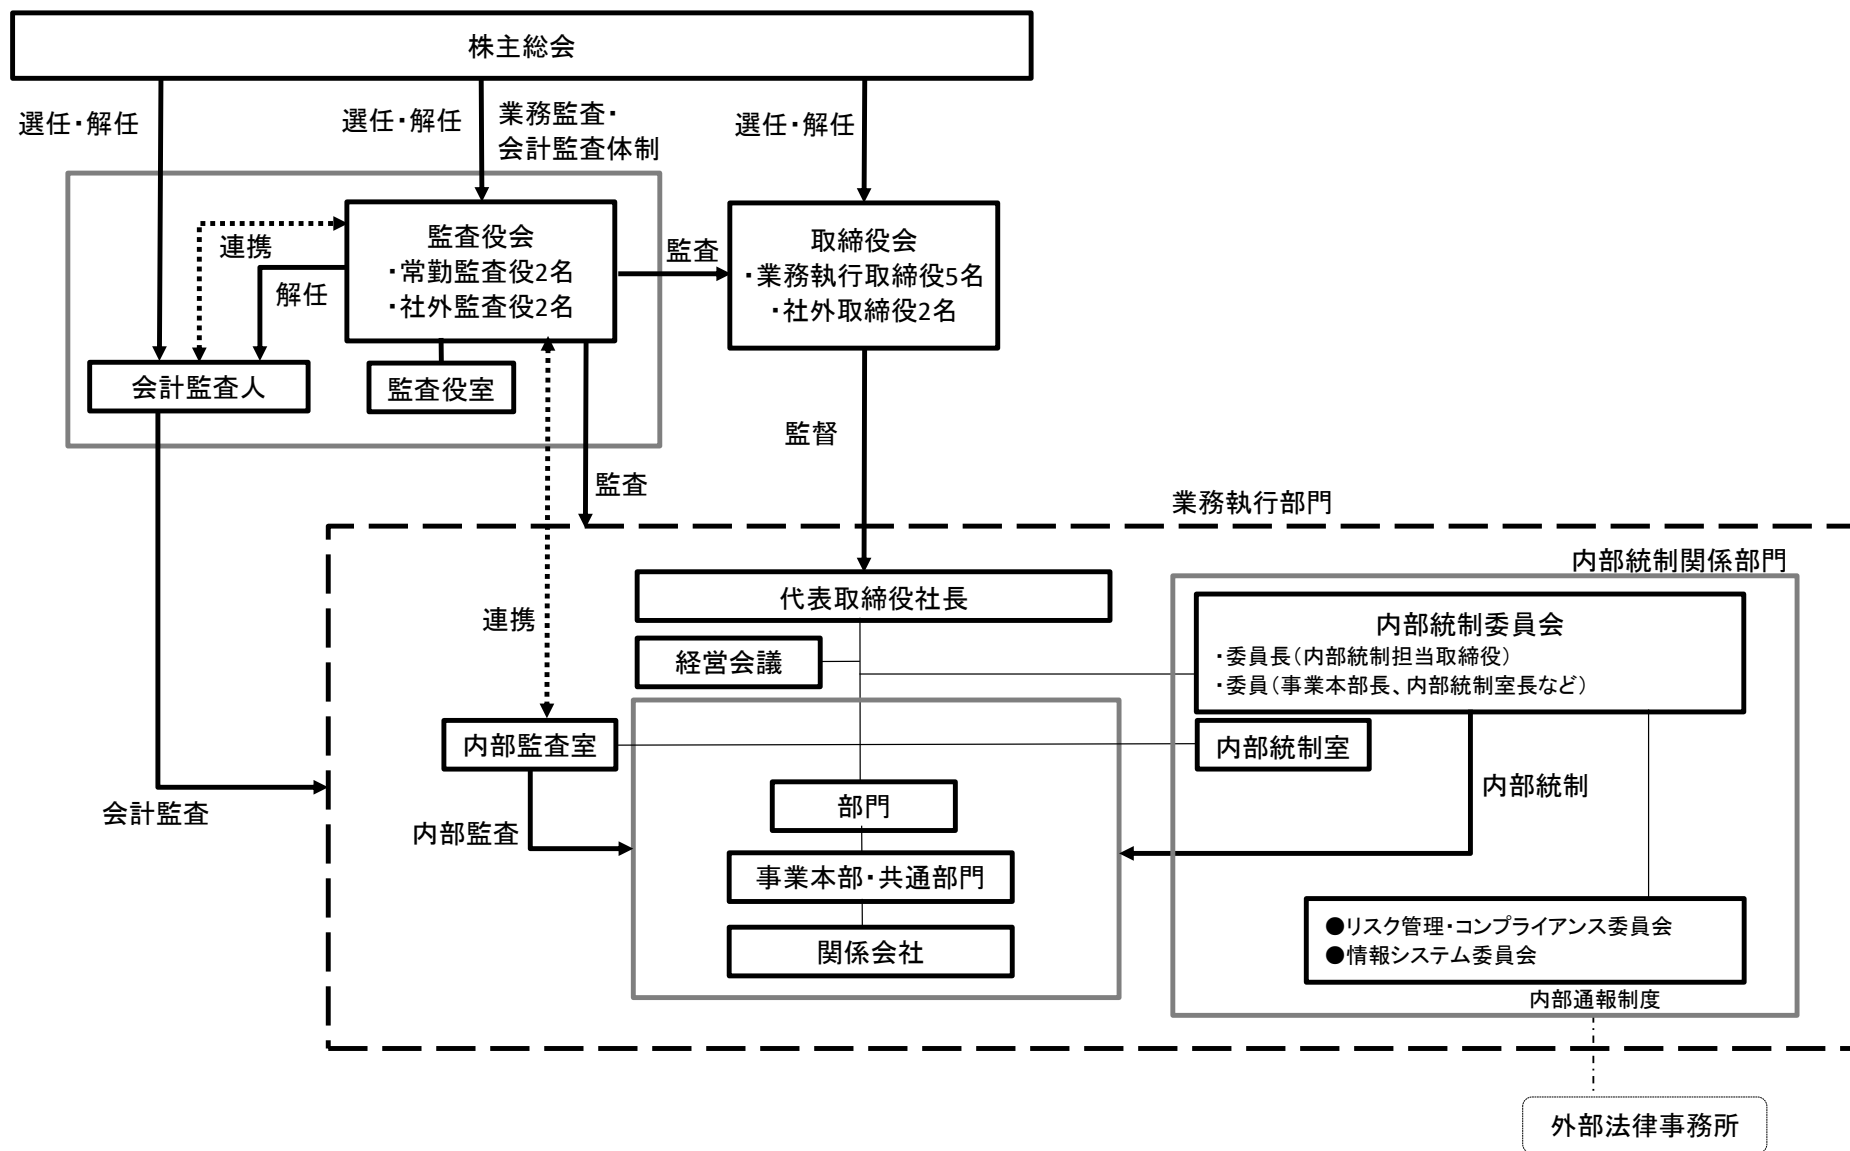 株主総会
選任・解任
選任・解任
業務監査・
会計監査体制
選任・解任
監査役会
・常勤監査役2名
・社外監査役2名
取締役会
・業務執行取締役5名
・社外取締役2名
連携
解任
監査
会計監査人
監査役室
監督
監査
業務執行部門
内部統制関係部門
代表取締役社長
内部統制委員会
・委員長(内部統制担当取締役)
・委員(事業本部長、内部統制室長など)
連携
経営会議
内部監査室
内部統制室
内部統制
会計監査
内部監査
部門
事業本部・共通部門
関係会社
●リスク管理・コンプライアンス委員会
●情報システム委員会
内部通報制度
外部法律事務所